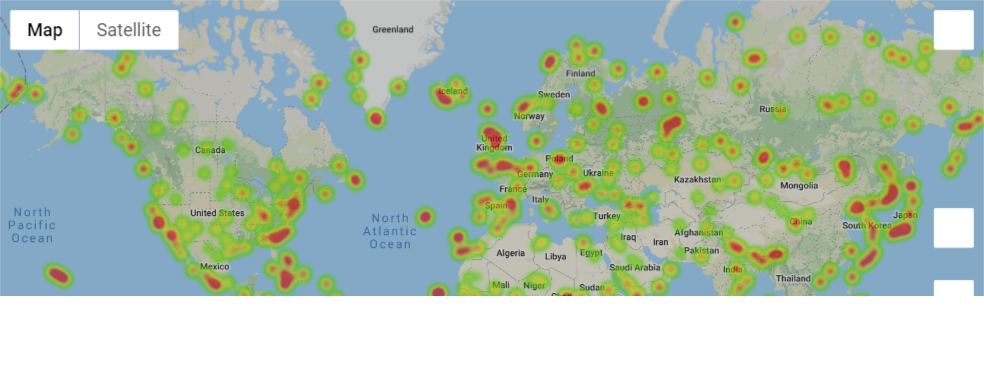 Map
Satellite
Greenland
Iceland
Finland
Sweden
Norway
Russia
United
Kingdom
Canada
Poland
Germany
Ukraine
Kazakhstan
Mongolia
France
Italy
Spain
Turkey
North
Pacific
Ocean
United States
North
Atlantic
Ocean
China
Japan
South Korea
Afghanistan
Iraq
Iran
Pakistan
Algeria
Libya
Egypt
Saudi Arabia
India
Thailand
Mexico
Mali
Niger
Sudan